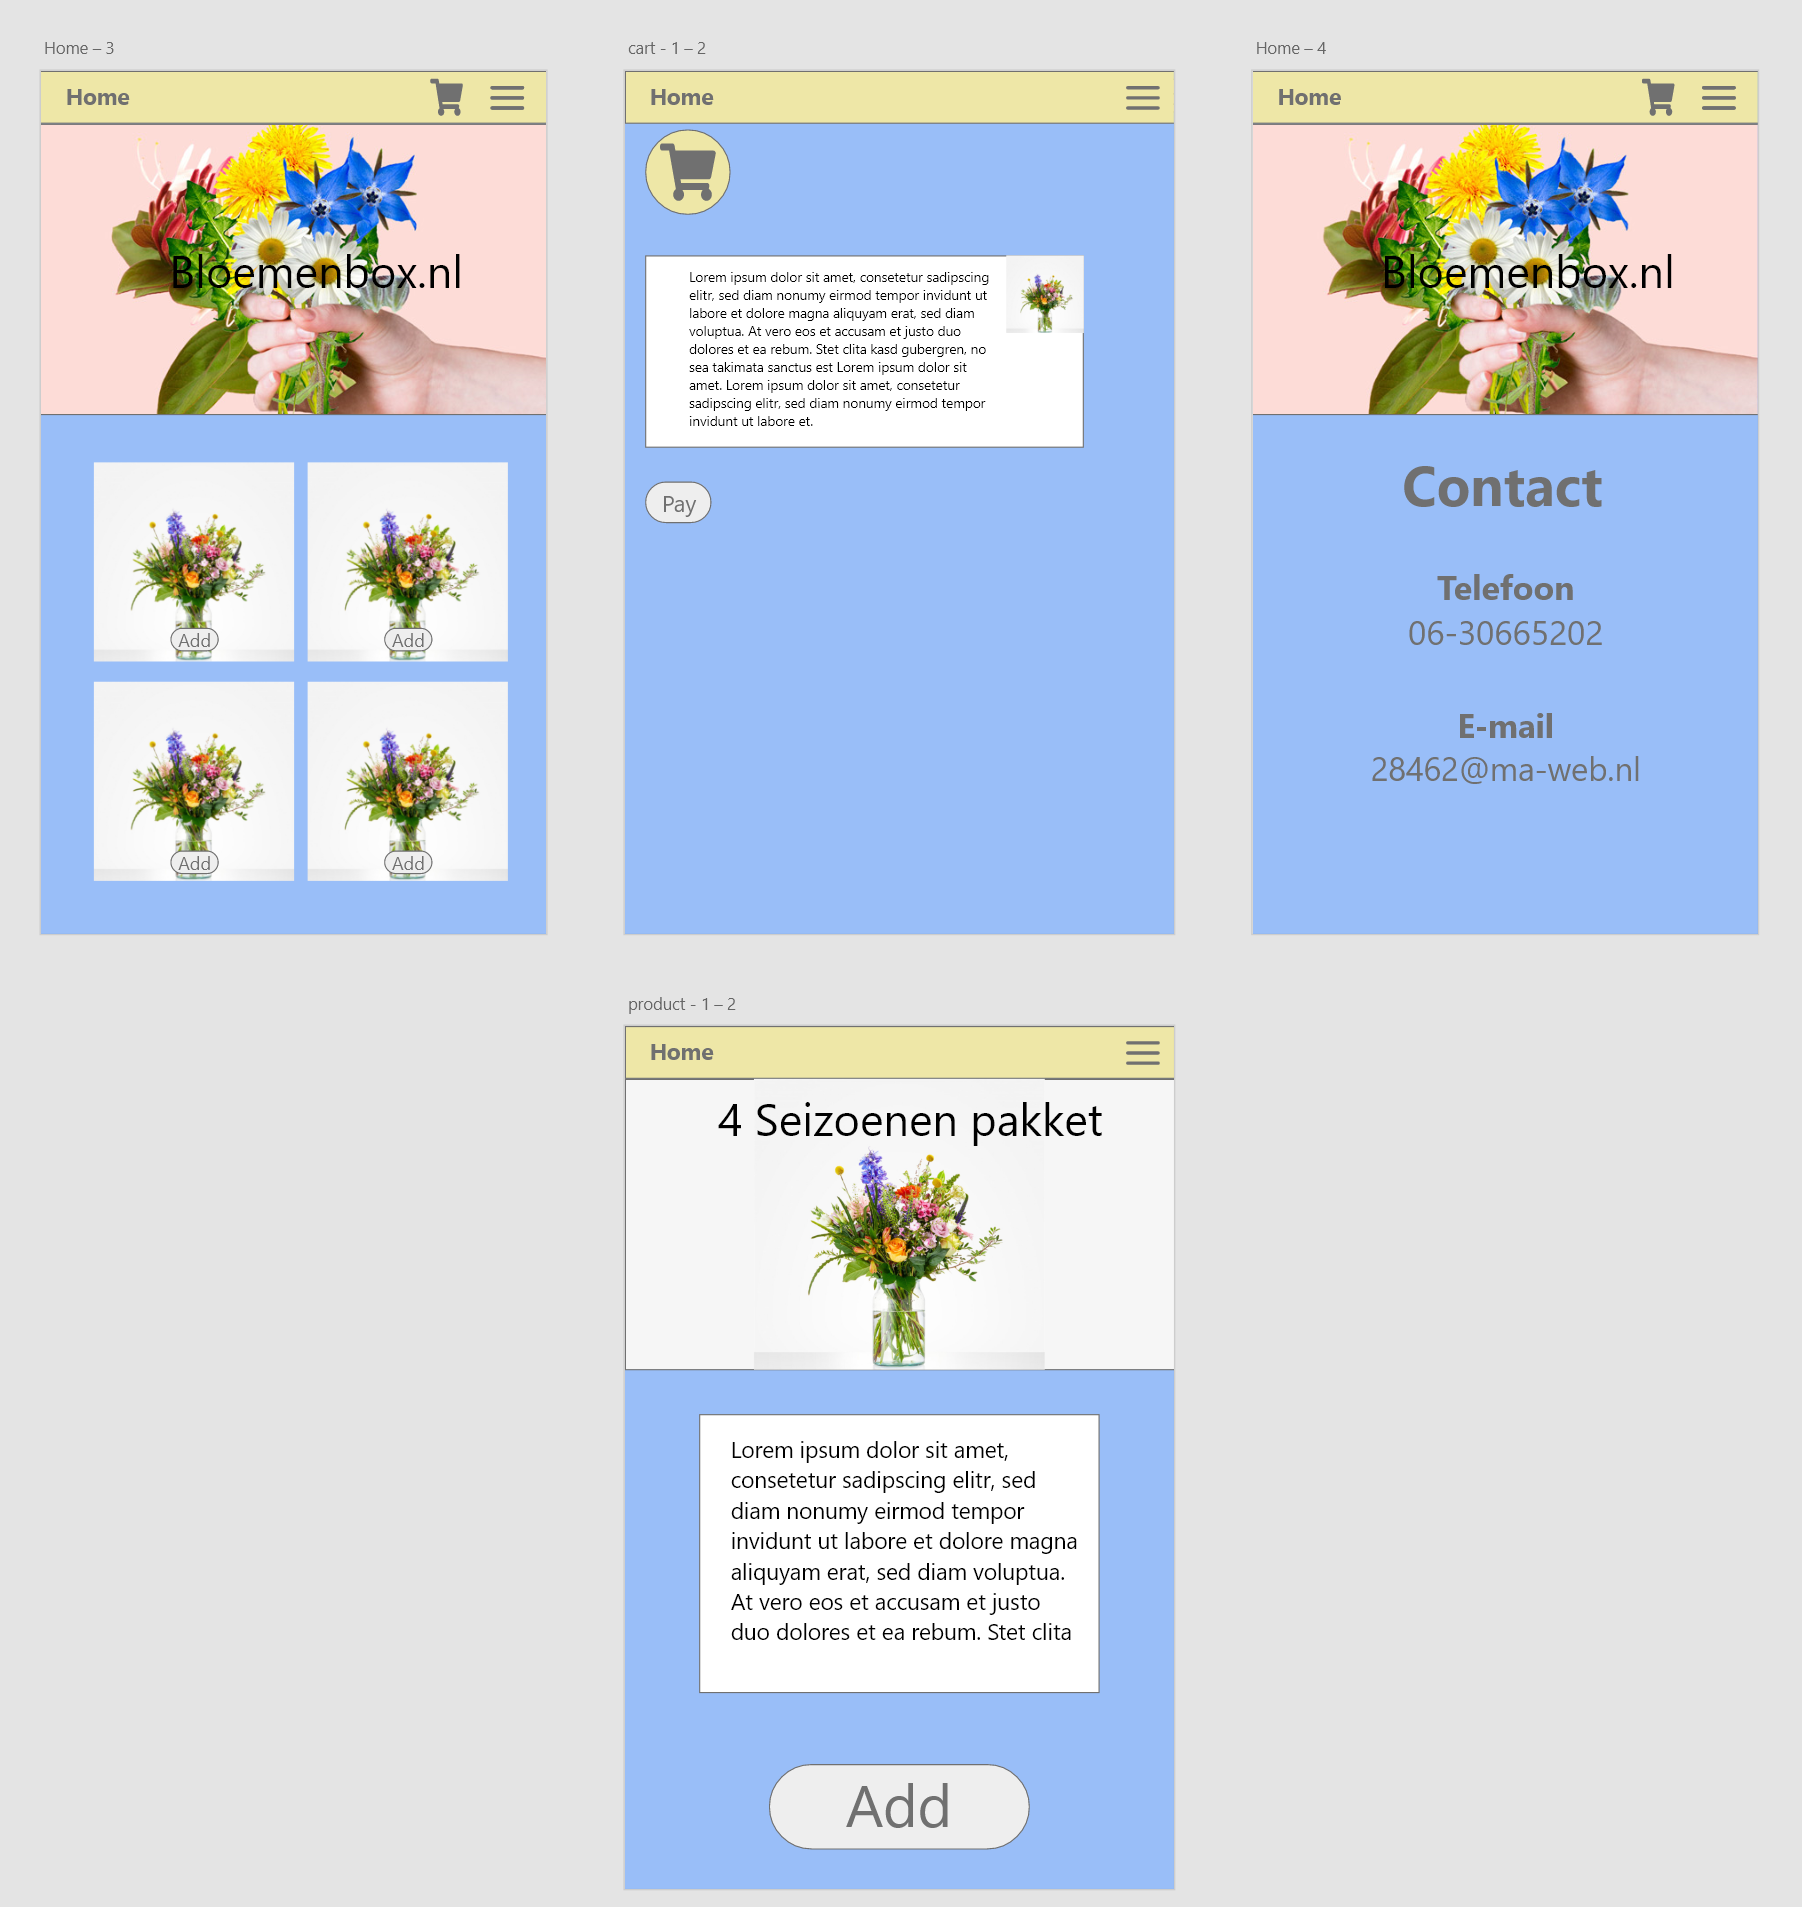 Home – 3
Home
Bloemenbox.nl
Add
Add
Add
Add
cart - 1 – 2
Home
Lorem ipsum dolor sit amet, consetetur sadipscing
elitr, sed diam nonumy eirmod tempor invidunt ut
labore et dolore magna aliquyam erat, sed diam
voluptua. At vero eos et accusam et justo duo
dolores et ea rebum. Stet clita kasd gubergren, no
sea takimata sanctus est Lorem ipsum dolor sit
amet. Lorem ipsum dolor sit amet, consetetur
sadipscing elitr, sed diam nonumy eirmod tempor
invidunt ut labore et.
Pay
Home – 4
Home
Bloemenbox.nl
Contact
Telefoon
06-30665202
E-mail
28462@ma-web.nl
product - 1 – 2
Home
4 Seizoenen pakket
Lorem ipsum dolor sit amet,
consetetur sadipscing elitr, sed
diam nonumy eirmod tempor
invidunt ut labore et dolore magna
aliquyam erat, sed diam voluptua.
At vero eos et accusam et justo
duo dolores et ea rebum. Stet clita
Add